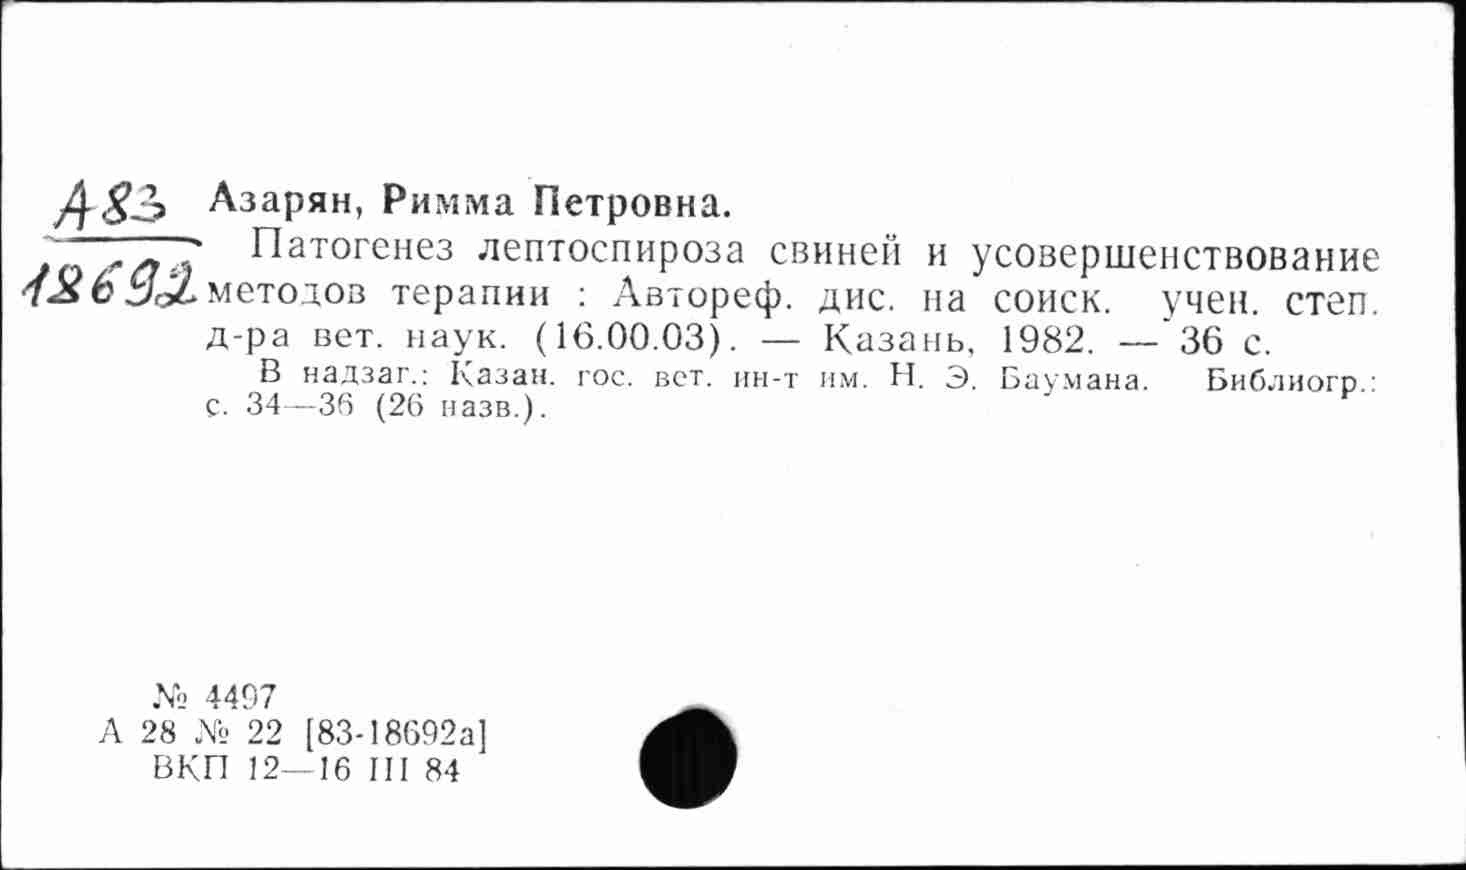 А83 Азарян, Римма Петровна.
Патогенез лептоспироза свиней и усовершенствование
18692 методов терапии : Автореф. дис. на соиск. учен. степ.
д-ра вет. наук. (16.00.03). — Казань, 1982. — 36 с.
В надзаг.: Казан. гос. вет. ин-т им. Н. Э. Баумана. Библиогр.:
с. 34—36 (26 назв.).
№ 4497
А 28 № 22 [83-18692а]
ВКП 12—16 III 84